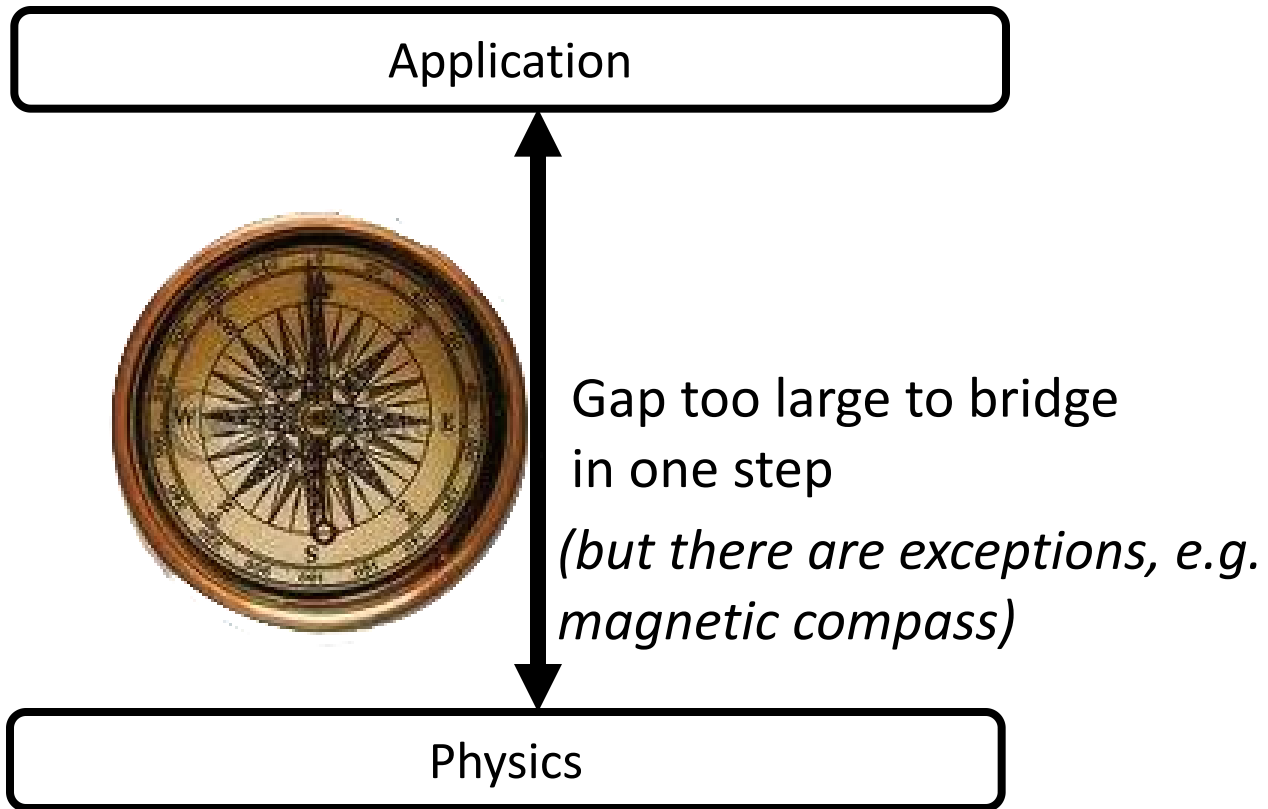 Application
W
E
S
Gap too large to bridge
in one step
(but there are exceptions, e.g.
magnetic compass)
Physics